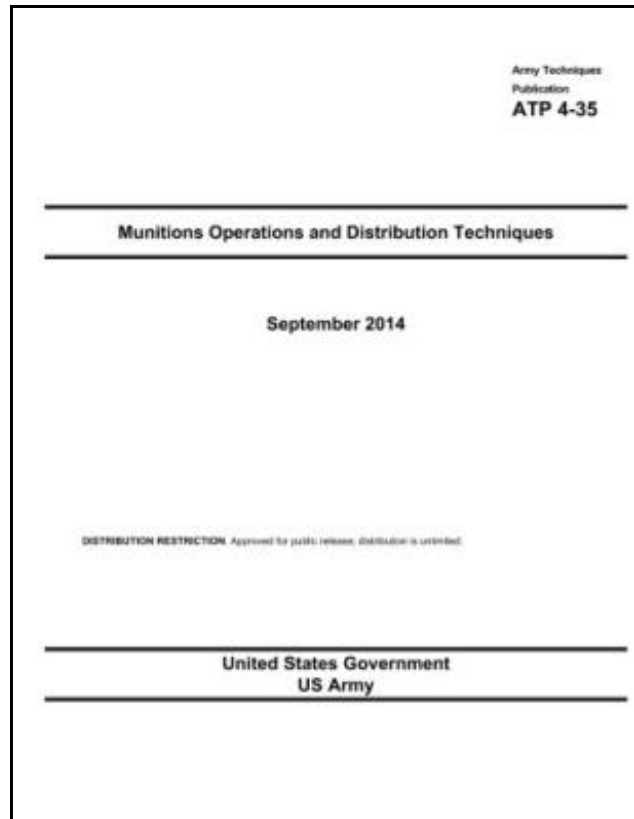 Army Techniques
Publication
ATP 4-35
Munitions Operations and Distribution Techniques
September 2014
DISTRIBUTION RESTRICTION. Approved for public release; distribution is unlimited.
United States Government
US Army